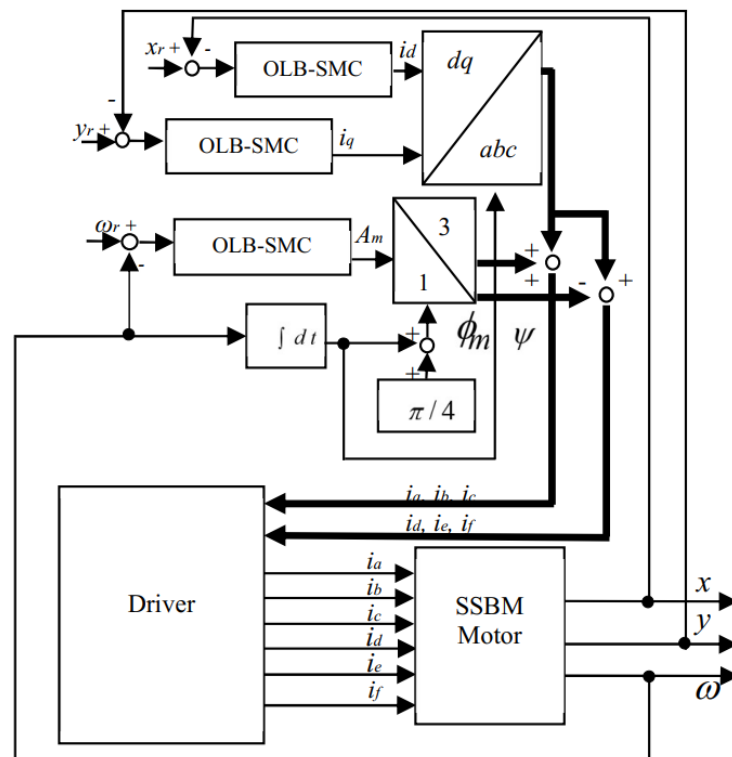 xr + -
OLB-SMC
id
dq
abc
-
yr +
OLB-SMC
iq
ωr +
-
OLB-SMC
Am
3
1
+
+
-
+
∫ dt
+
+
ϕm
ψ
π / 4
ia, ib, ic
id, ie, if
Driver
ia
ib
ic
id
ie
if
SSBM
Motor
x
y
ω